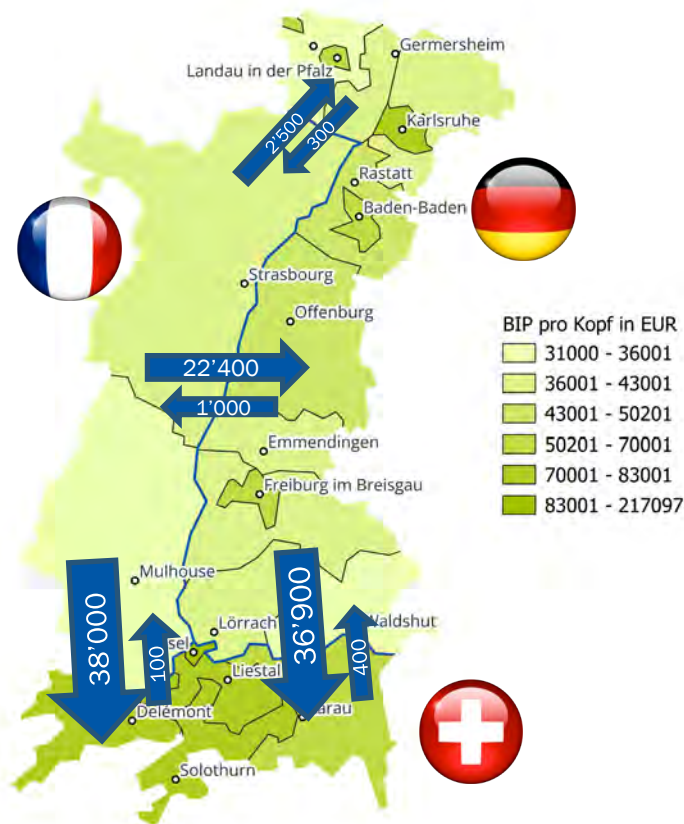 Germersheim
Landau in der Pfalz
2'500
300
Karlsruhe
Rastatt
Baden-Baden
Strasbourg
Offenburg
BIP pro Kopf in EUR
31000 - 36001
36001 - 43001
43001 - 50201
50201 - 70001
70001 - 83001
83001 - 217097
22'400
1'000
Emmendingen
Freiburg im Breisgau
Mulhouse
38'000
100
Lörrach
36'900
400
Waldshut
sel
Liestal
Delémont
arau
Solothurn